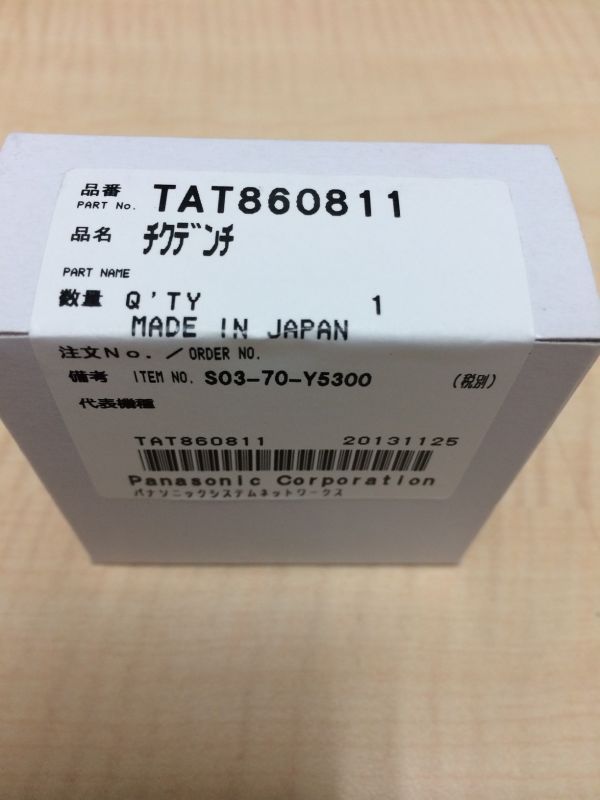 品番 TAT860811
PART No.
品名 チクデンチ
PART NAME
数量 Q'TY 1
MADE IN JAPAN
注文No. / ORDER NO.
備考 ITEM NO. S03-70-Y5300 (税別)
代表機種
TAT860811 20131125
Panasonic Corporation
パナソニックシステムネットワークス